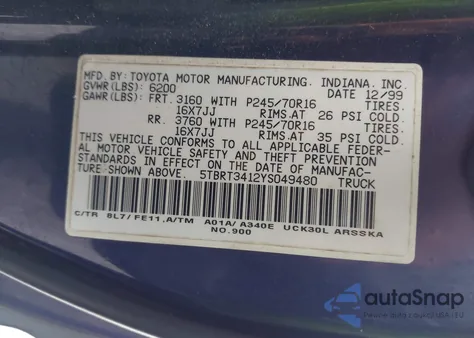 MFD. BY: TOYOTA MOTOR MANUFACTURING. INDIANA. INC.
GVWR (LBS): 6200 DATE 12/99
GAWR (LBS): FRT. 3160 WITH P245/70R16 TIRES.
16X7JJ RIMS.AT 26 PSI COLD.
RR. 3760 WITH P245/70R16 TIRES.
16X7JJ RIMS.AT 35 PSI COLD.
THIS VEHICLE CONFORMS TO ALL APPLICABLE FEDER-
AL MOTOR VEHICLE SAFETY AND BUMPER
STANDARDS IN EFFECT ON THE DATE OF MANUFAC-
TURE SHOWN ABOVE. 5TBRT3412YS049480 TRUCK
C/TR 8L7/FE11.A/TM A01A/A340E UCK30L ARSSKA
NO.900
autoSnap